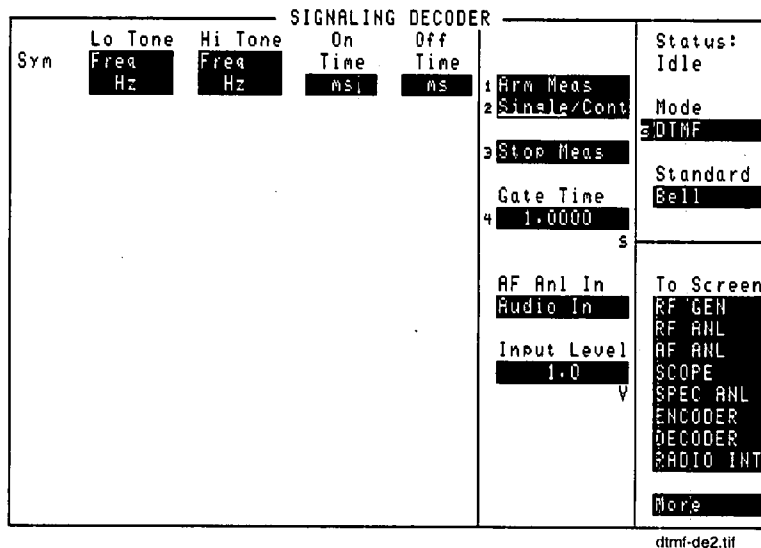 SIGNALING DECODER
Lo Tone Hi Tone On Off
Sym Freq Freq Time Time
Hz Hz ms ms
1 Arm Meas
2 Single/Cont
3 Stop Meas
Gate Time
4 1.0000
s
AF Anl In
Audio In
Input Level
1.0
V
Status:
Idle
Mode
5 DTMF
Standard
Bell
To Screen
RF GEN
RF ANL
AF ANL
SCOPE
SPEC ANL
ENCODER
DECODER
RADIO INT
More
dtmf-de2.tif